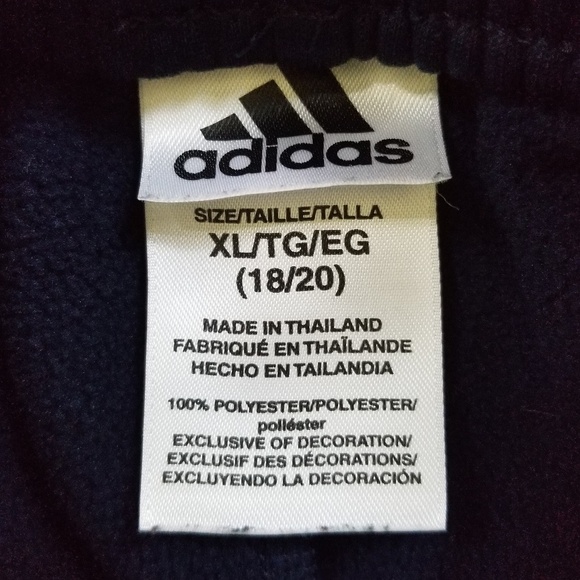 adidas
SIZE/TAILLE/TALLA
XL/TG/EG
(18/20)
MADE IN THAILAND
FABRIQUÉ EN THAÏLANDE
HECHO EN TAILANDIA
100% POLYESTER/POLYESTER/
poliéster
EXCLUSIVE OF DECORATION/
EXCLUSIF DES DÉCORATIONS/
EXCLUYENDO LA DECORACIÓN